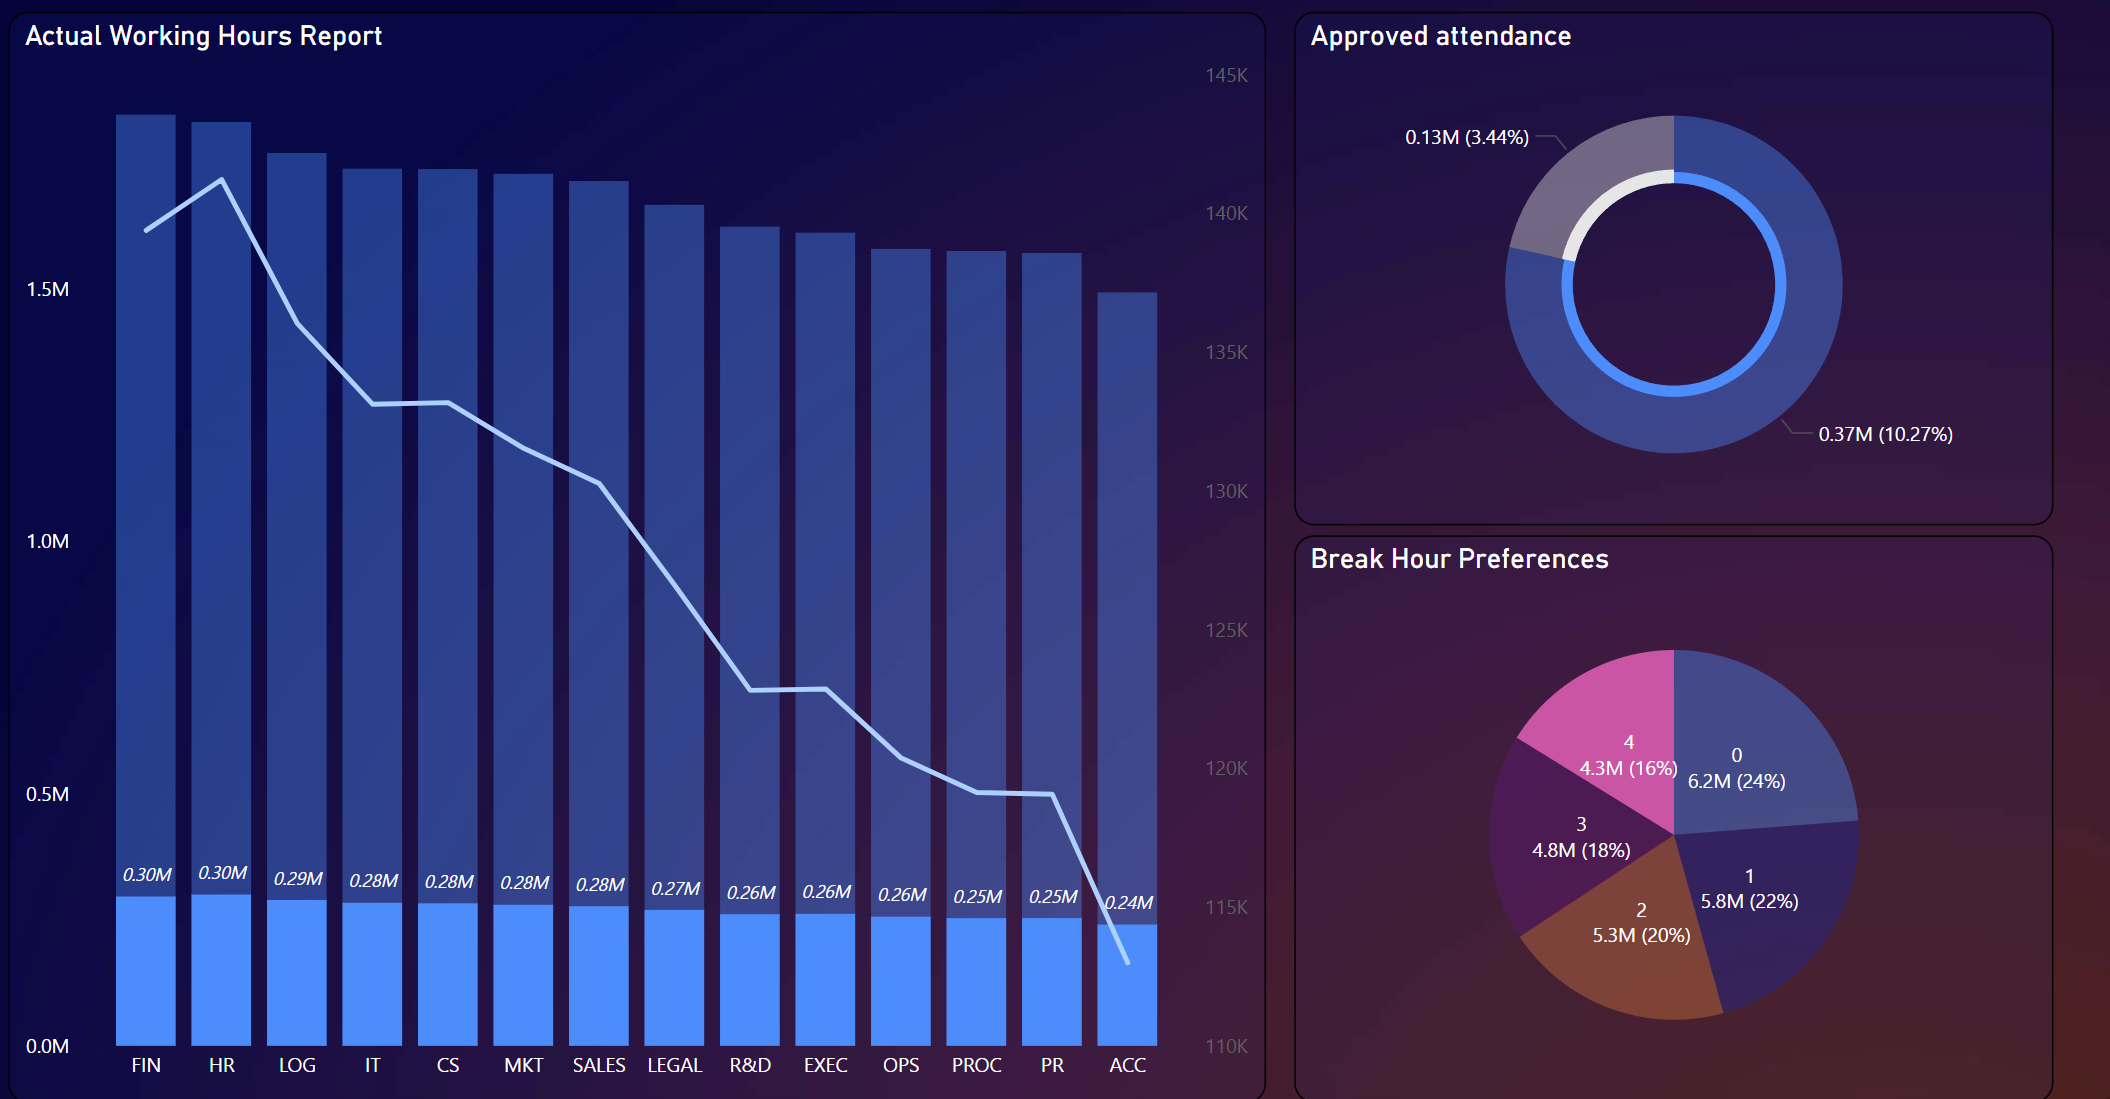 Actual Working Hours Report
145K
140K
1.5M
135K
130K
1.0M
125K
0.5M
120K
0.30M 0.30M 0.29M 0.28M 0.28M 0.28M 0.28M 0.27M 0.26M 0.26M 0.26M 0.25M 0.25M 0.24M
115K
0.0M
110K
FIN HR LOG IT CS MKT SALES LEGAL R&D EXEC OPS PROC PR ACC
Approved attendance
0.13M (3.44%)
0.37M (10.27%)
Break Hour Preferences
4
4.3M (16%)
0
6.2M (24%)
3
4.8M (18%)
1
5.8M (22%)
2
5.3M (20%)